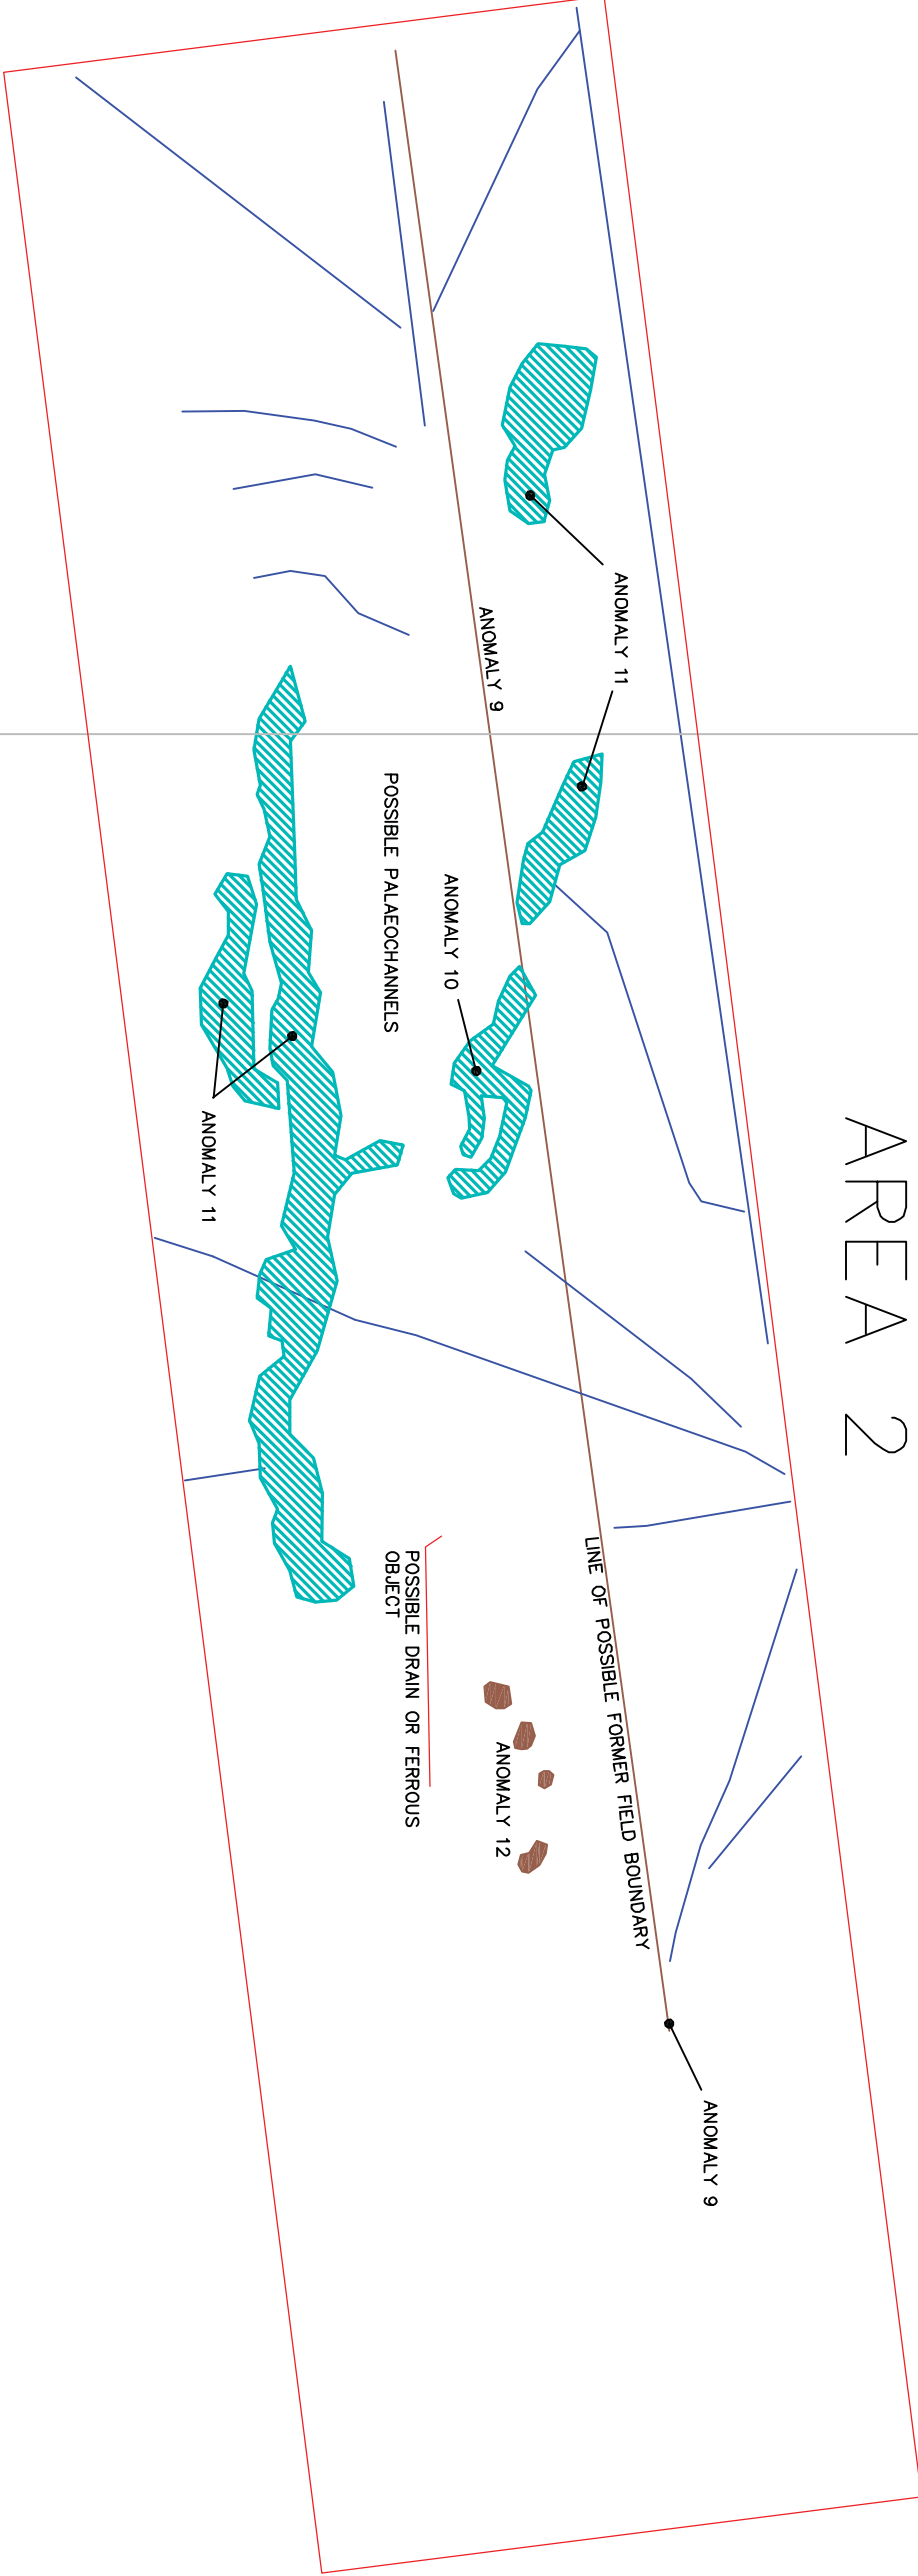 AREA 2
ANOMALY 11
ANOMALY 9
POSSIBLE PALAEOCHANNELS
ANOMALY 10
ANOMALY 11
LINE OF POSSIBLE FORMER FIELD BOUNDARY
POSSIBLE DRAIN OR FERROUS
OBJECT
ANOMALY 12
ANOMALY 9